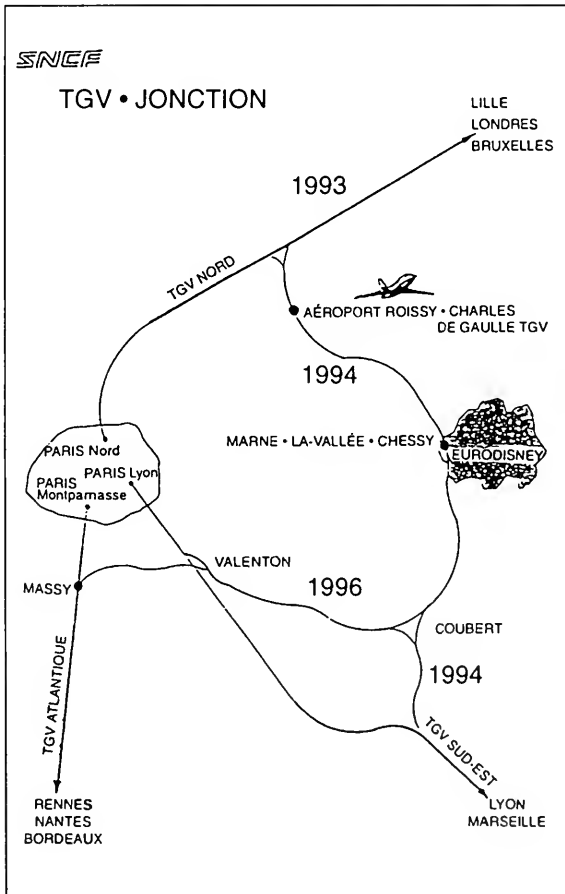 SNCF
TGV • JONCTION
LILLE
LONDRES
BRUXELLES
1993
TGV NORD
AÉROPORT ROISSY • CHARLES
DE GAULLE TGV
1994
MARNE • LA-VALLÉE • CHESSY
EURODISNEY
PARIS Nord
PARIS Lyon
PARIS
Montparnasse
VALENTON
1996
MASSY
COUBERT
1994
TGV ATLANTIQUE
TGV SUD-EST
RENNES
NANTES
BORDEAUX
LYON
MARSEILLE